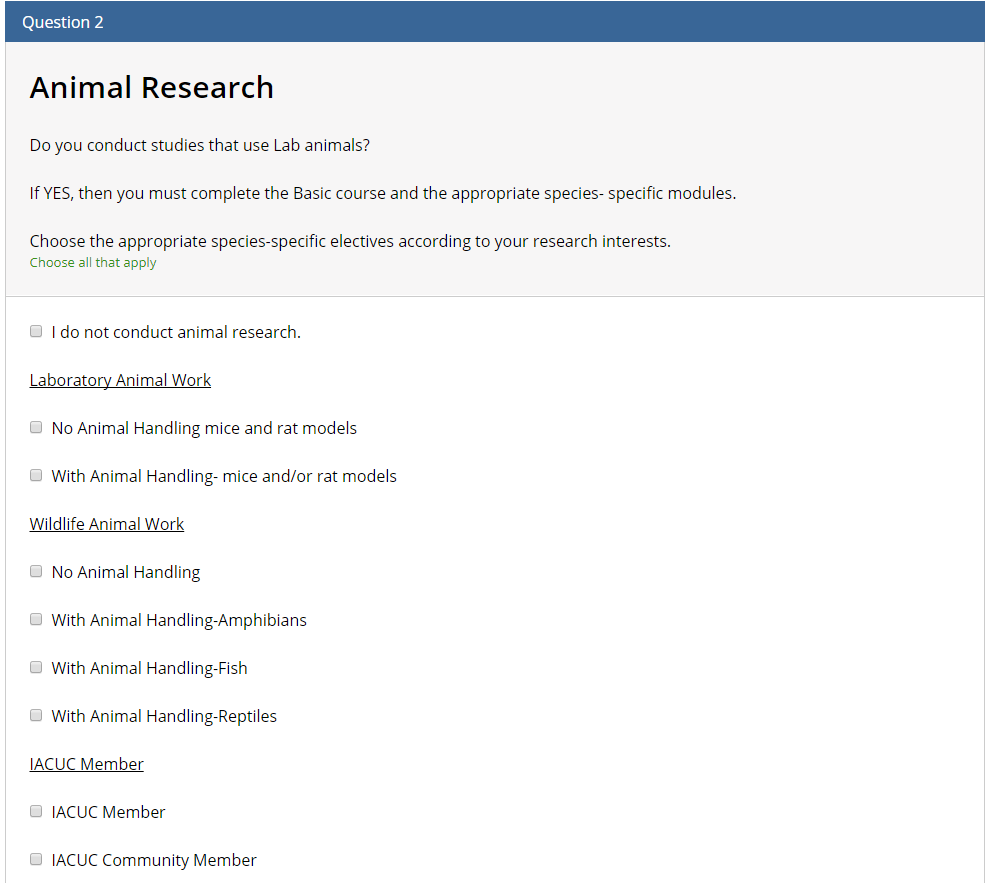 Question 2
Animal Research
Do you conduct studies that use Lab animals?
If YES, then you must complete the Basic course and the appropriate species- specific modules.
Choose the appropriate species-specific electives according to your research interests.
Choose all that apply
I do not conduct animal research.
Laboratory Animal Work
No Animal Handling mice and rat models
With Animal Handling- mice and/or rat models
Wildlife Animal Work
No Animal Handling
With Animal Handling-Amphibians
With Animal Handling-Fish
With Animal Handling-Reptiles
IACUC Member
IACUC Member
IACUC Community Member